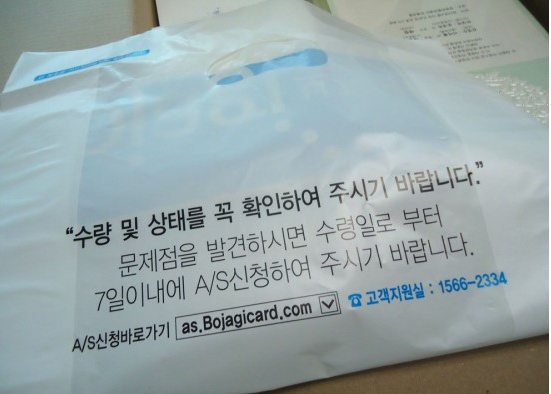 “수량 및 상태를 꼭 확인하여 주시기 바랍니다.”
문제점을 발견하시면 수령일로 부터
7일이내에 A/S신청하여 주시기 바랍니다.
A/S신청바로가기 as.Bojagicard.com ☎ 고객지원실 : 1566-2334